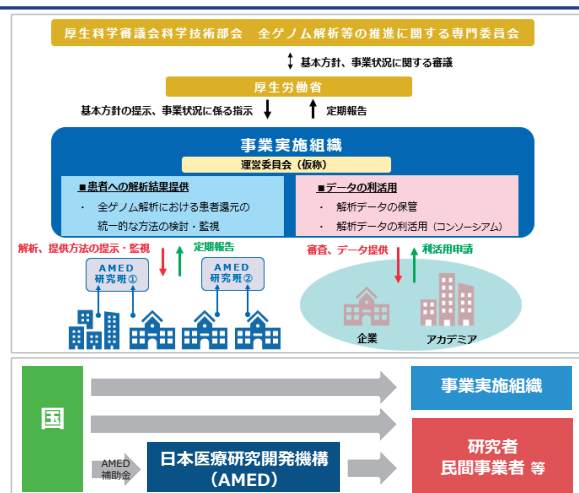 厚生科学審議会科学技術部会 全ゲノム解析等の推進に関する専門委員会
基本方針、事業状況に関する審議
厚生労働省
基本方針の提示、事業状況に係る指示
定期報告
事業実施組織
運営委員会（仮称）
■患者への解析結果提供
・ 全ゲノム解析における患者還元の
統一的な方法の検討・監視
■データの利活用
・ 解析データの保管
・ 解析データの利活用（コンソーシアム）
解析、提供方法の提示・監視
定期報告
審査、データ提供
利活用申請
AMED
研究班①
AMED
研究班②
企業
アカデミア
国
事業実施組織
AMED
補助金
日本医療研究開発機構
（AMED）
研究者
民間事業者 等